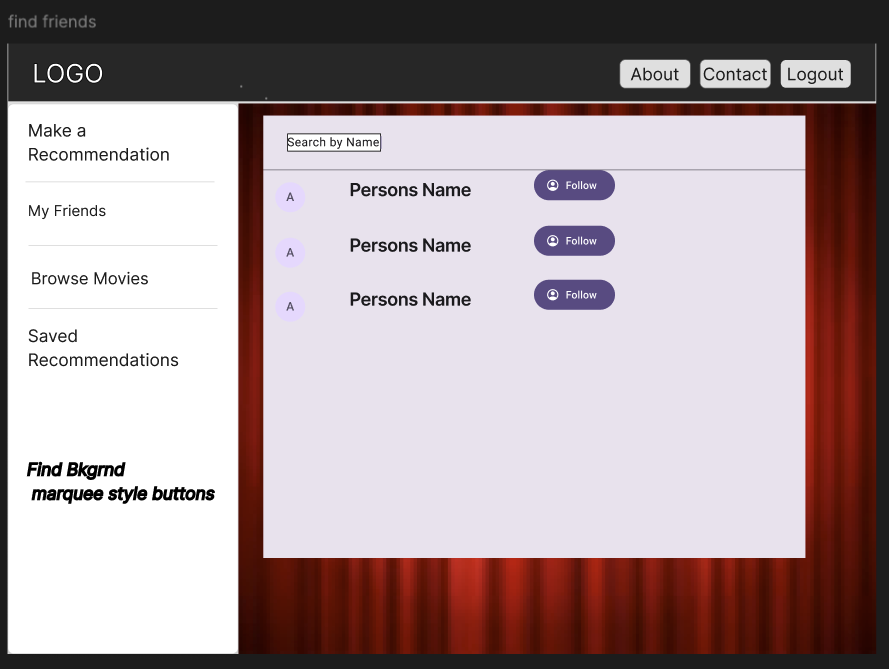 find friends
LOGO
About
Contact
Logout
Make a
Recommendation
My Friends
Browse Movies
Saved
Recommendations
Find Bkgrnd
marquee style buttons
Search by Name
A
Persons Name
Follow
A
Persons Name
Follow
A
Persons Name
Follow